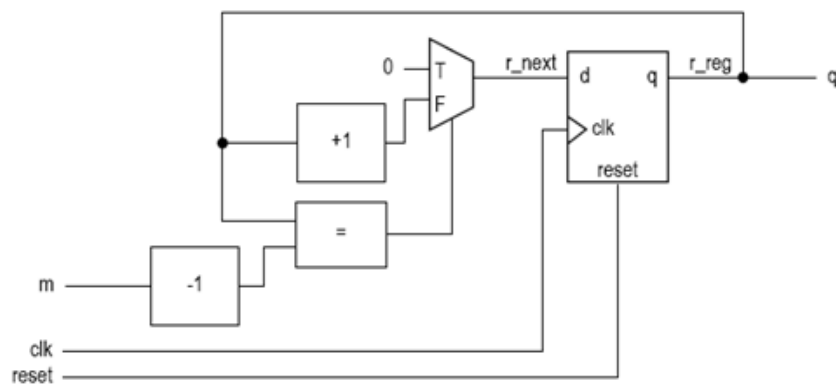 0
T
F
r_next
d
q
r_reg
q
clk
reset
+1
=
m
-1
clk
reset